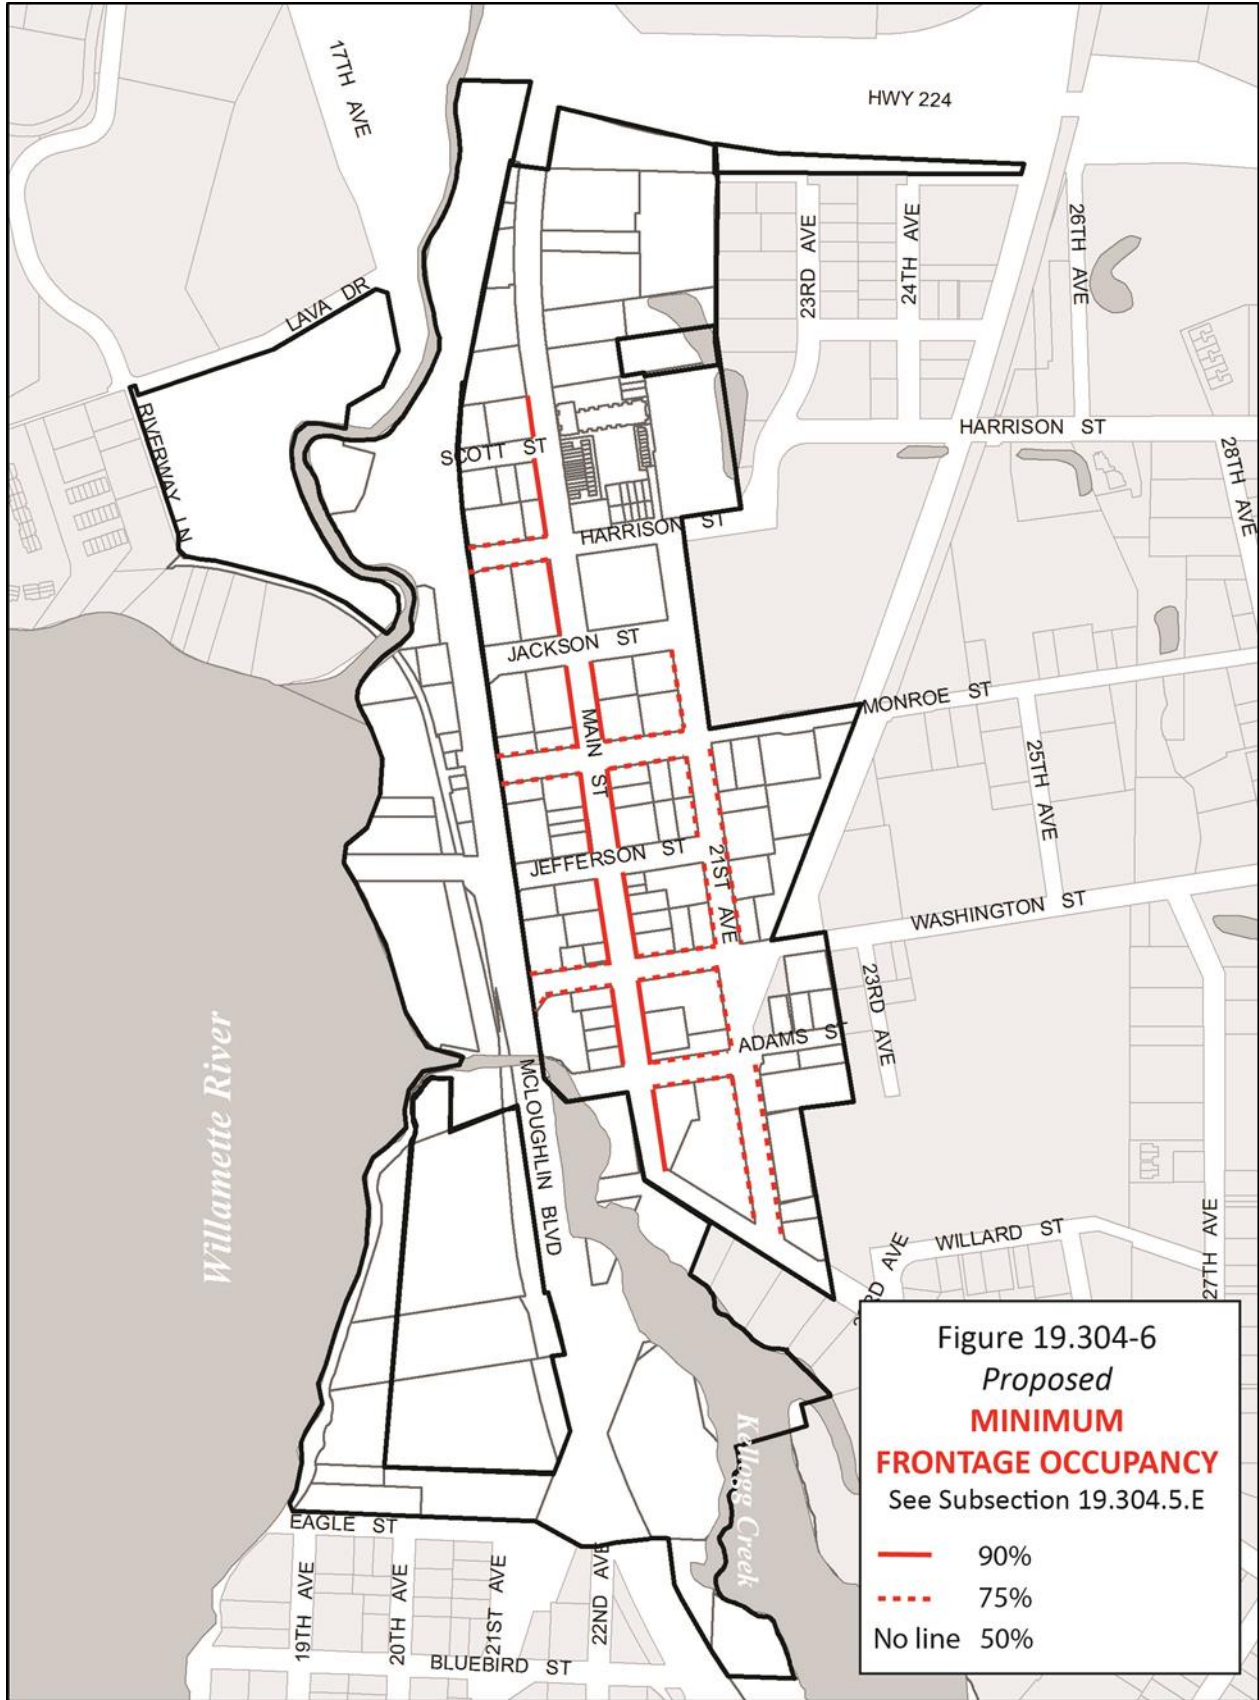 17TH AVE
HWY 224
23RD AVE
24TH AVE
26TH AVE
LAVA DR
RIVERWAY LN
SCOTT ST
HARRISON ST
28TH AVE
HARRISON ST
JACKSON ST
MONROE ST
MAIN ST
25TH AVE
JEFFERSON ST
21ST AVE
WASHINGTON ST
23RD AVE
ADAMS ST
Willamette River
MCLOUGHLIN BLVD
WILLARD ST
27TH AVE
RD AVE
Kellogg Creek
EAGLE ST
19TH AVE
20TH AVE
21ST AVE
22ND AVE
BLUEBIRD ST
Figure 19.304-6
Proposed
MINIMUM
FRONTAGE OCCUPANCY
See Subsection 19.304.5.E
90%
75%
No line 50%